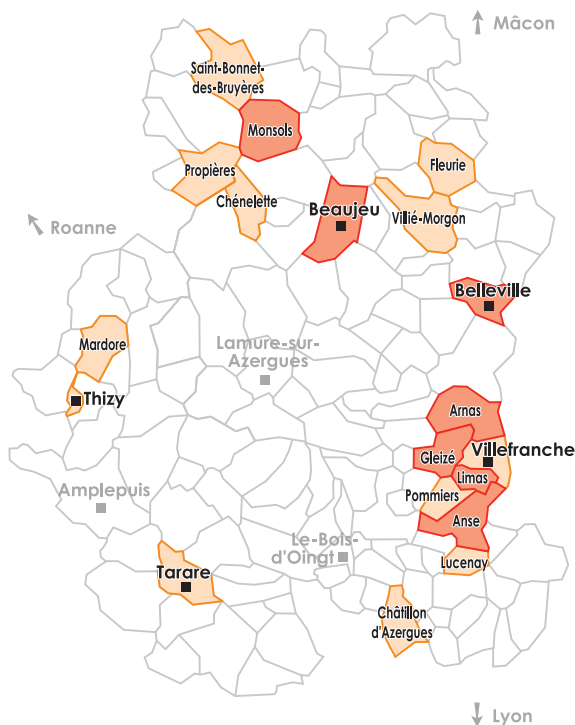 Mâcon
Saint-Bonnet-
des-Bruyères
Monsols
Fleurie
Propières
Chénelette
Beaujeu
Villié-Morgon
Roanne
Belleville
Mardore
Lamure-sur-
Azergues
Thizy
Arnas
Villefranche
Gleizé
Limas
Amplepuis
Pommiers
Anse
Le-Bois-
d'Oingt
Lucenay
Tarare
Châtillon
d'Azergues
Lyon